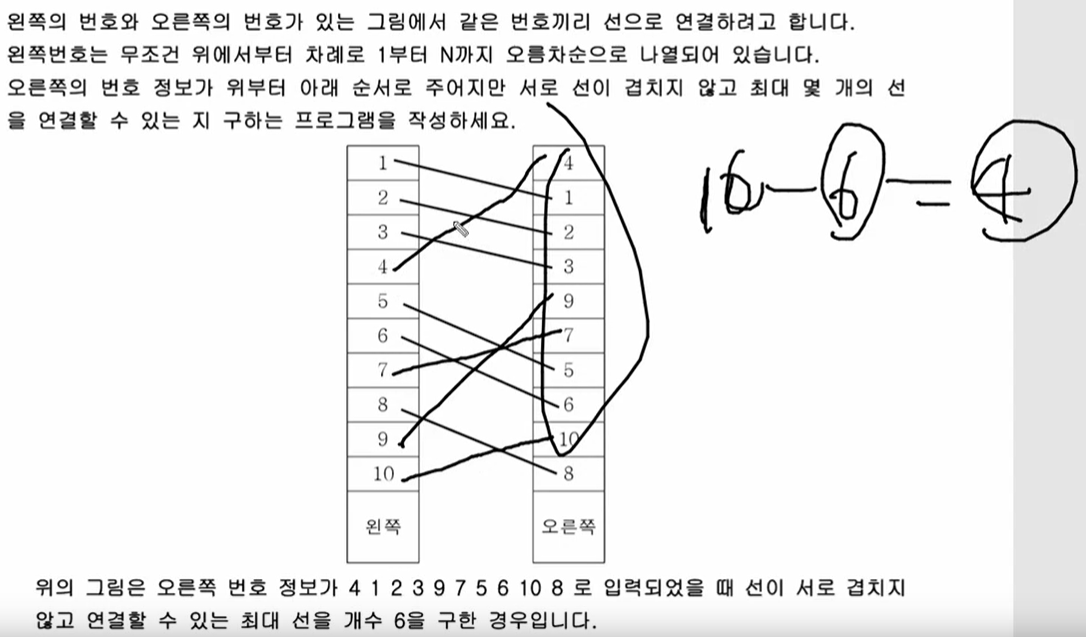 왼쪽의 번호와 오른쪽의 번호가 있는 그림에서 같은 번호끼리 선으로 연결하려고 합니다.
왼쪽번호는 무조건 위에서부터 차례로 1부터 N까지 오름차순으로 나열되어 있습니다.
오른쪽의 번호 정보가 위부터 아래 순서로 주어지만 서로 선이 겹치지 않고 최대 몇 개의 선
을 연결할 수 있는 지 구하는 프로그램을 작성하세요.
10-6=4
1 4
2 1
3 2
4 3
5 9
6 7
7 5
8 6
9 10
10 8
왼쪽 오른쪽
위의 그림은 오른쪽 번호 정보가 4 1 2 3 9 7 5 6 10 8 로 입력되었을 때 선이 서로 겹치지
않고 연결할 수 있는 최대 선을 개수 6을 구한 경우입니다.